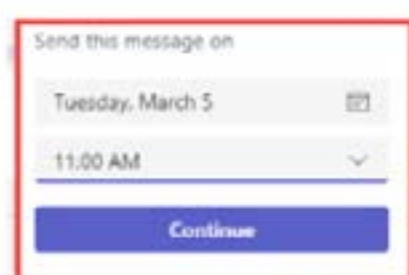 Send this message on
Tuesday, March 5
11.00 AM
Continue